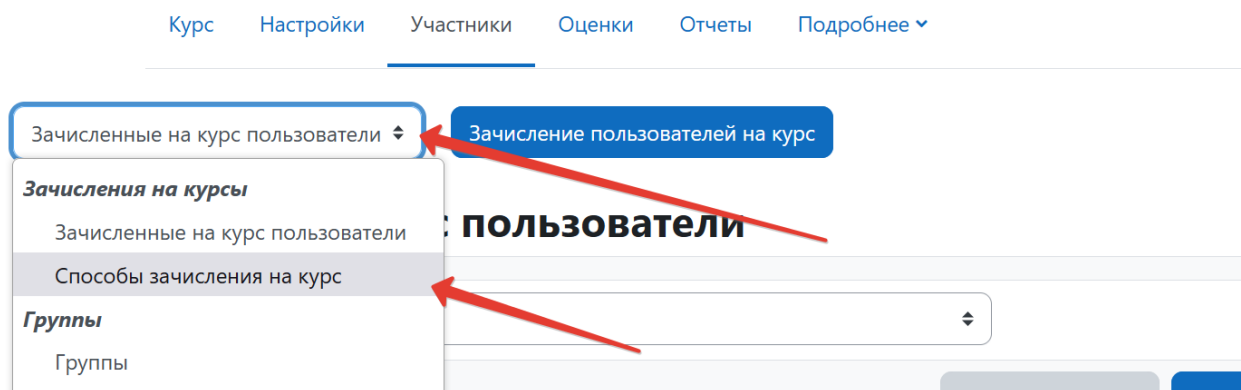 Курс Настройки Участники Оценки Отчеты Подробнее
Зачисленные на курс пользователи Зачисление пользователей на курс
Зачисления на курсы
Зачисленные на курс пользователи
с пользователи
Способы зачисления на курс
Группы
Группы